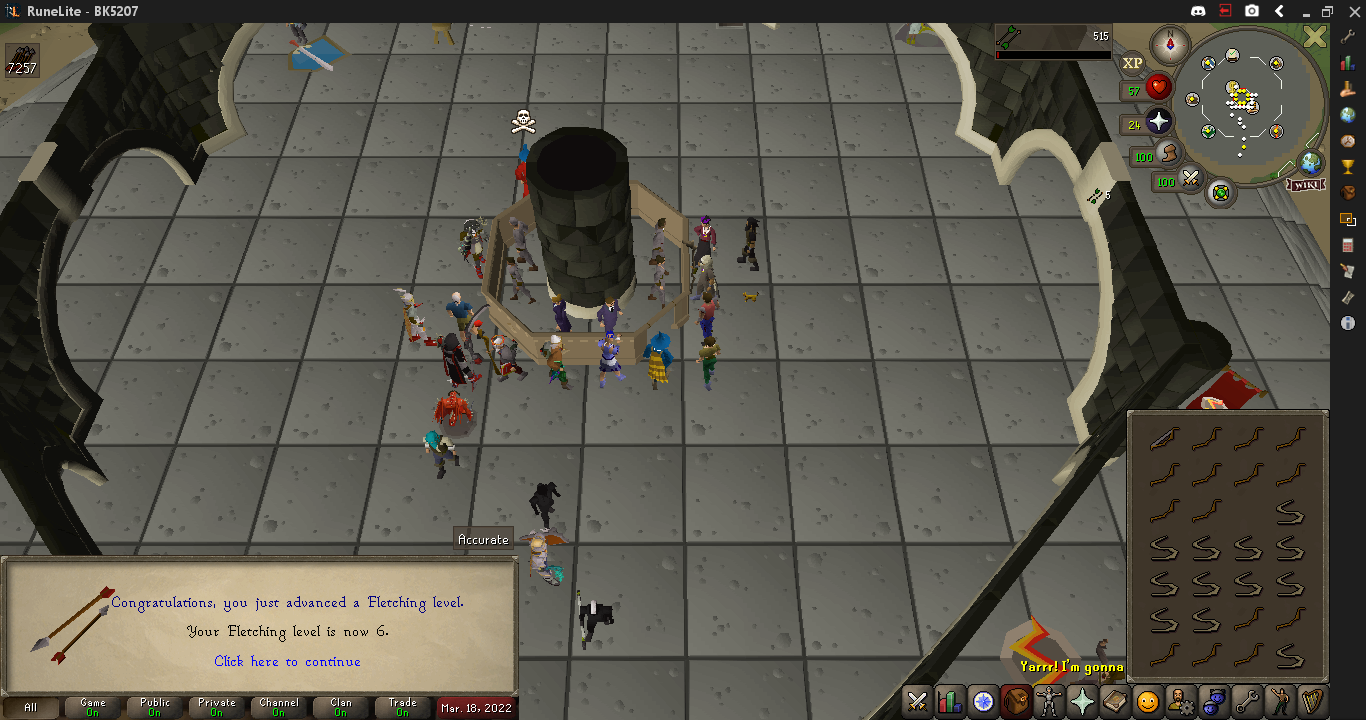 RuneLite - BK5207
7257
515
XP
57
24
100
100
N
WIKI
5
Accurate
Congratulations, you just advanced a Fletching level.
Your Fletching level is now 6.
Click here to continue
Yarrr! I'm gonna
All
Game
On
Public
On
Private
On
Channel
On
Clan
On
Trade
On
Mar. 18, 2022